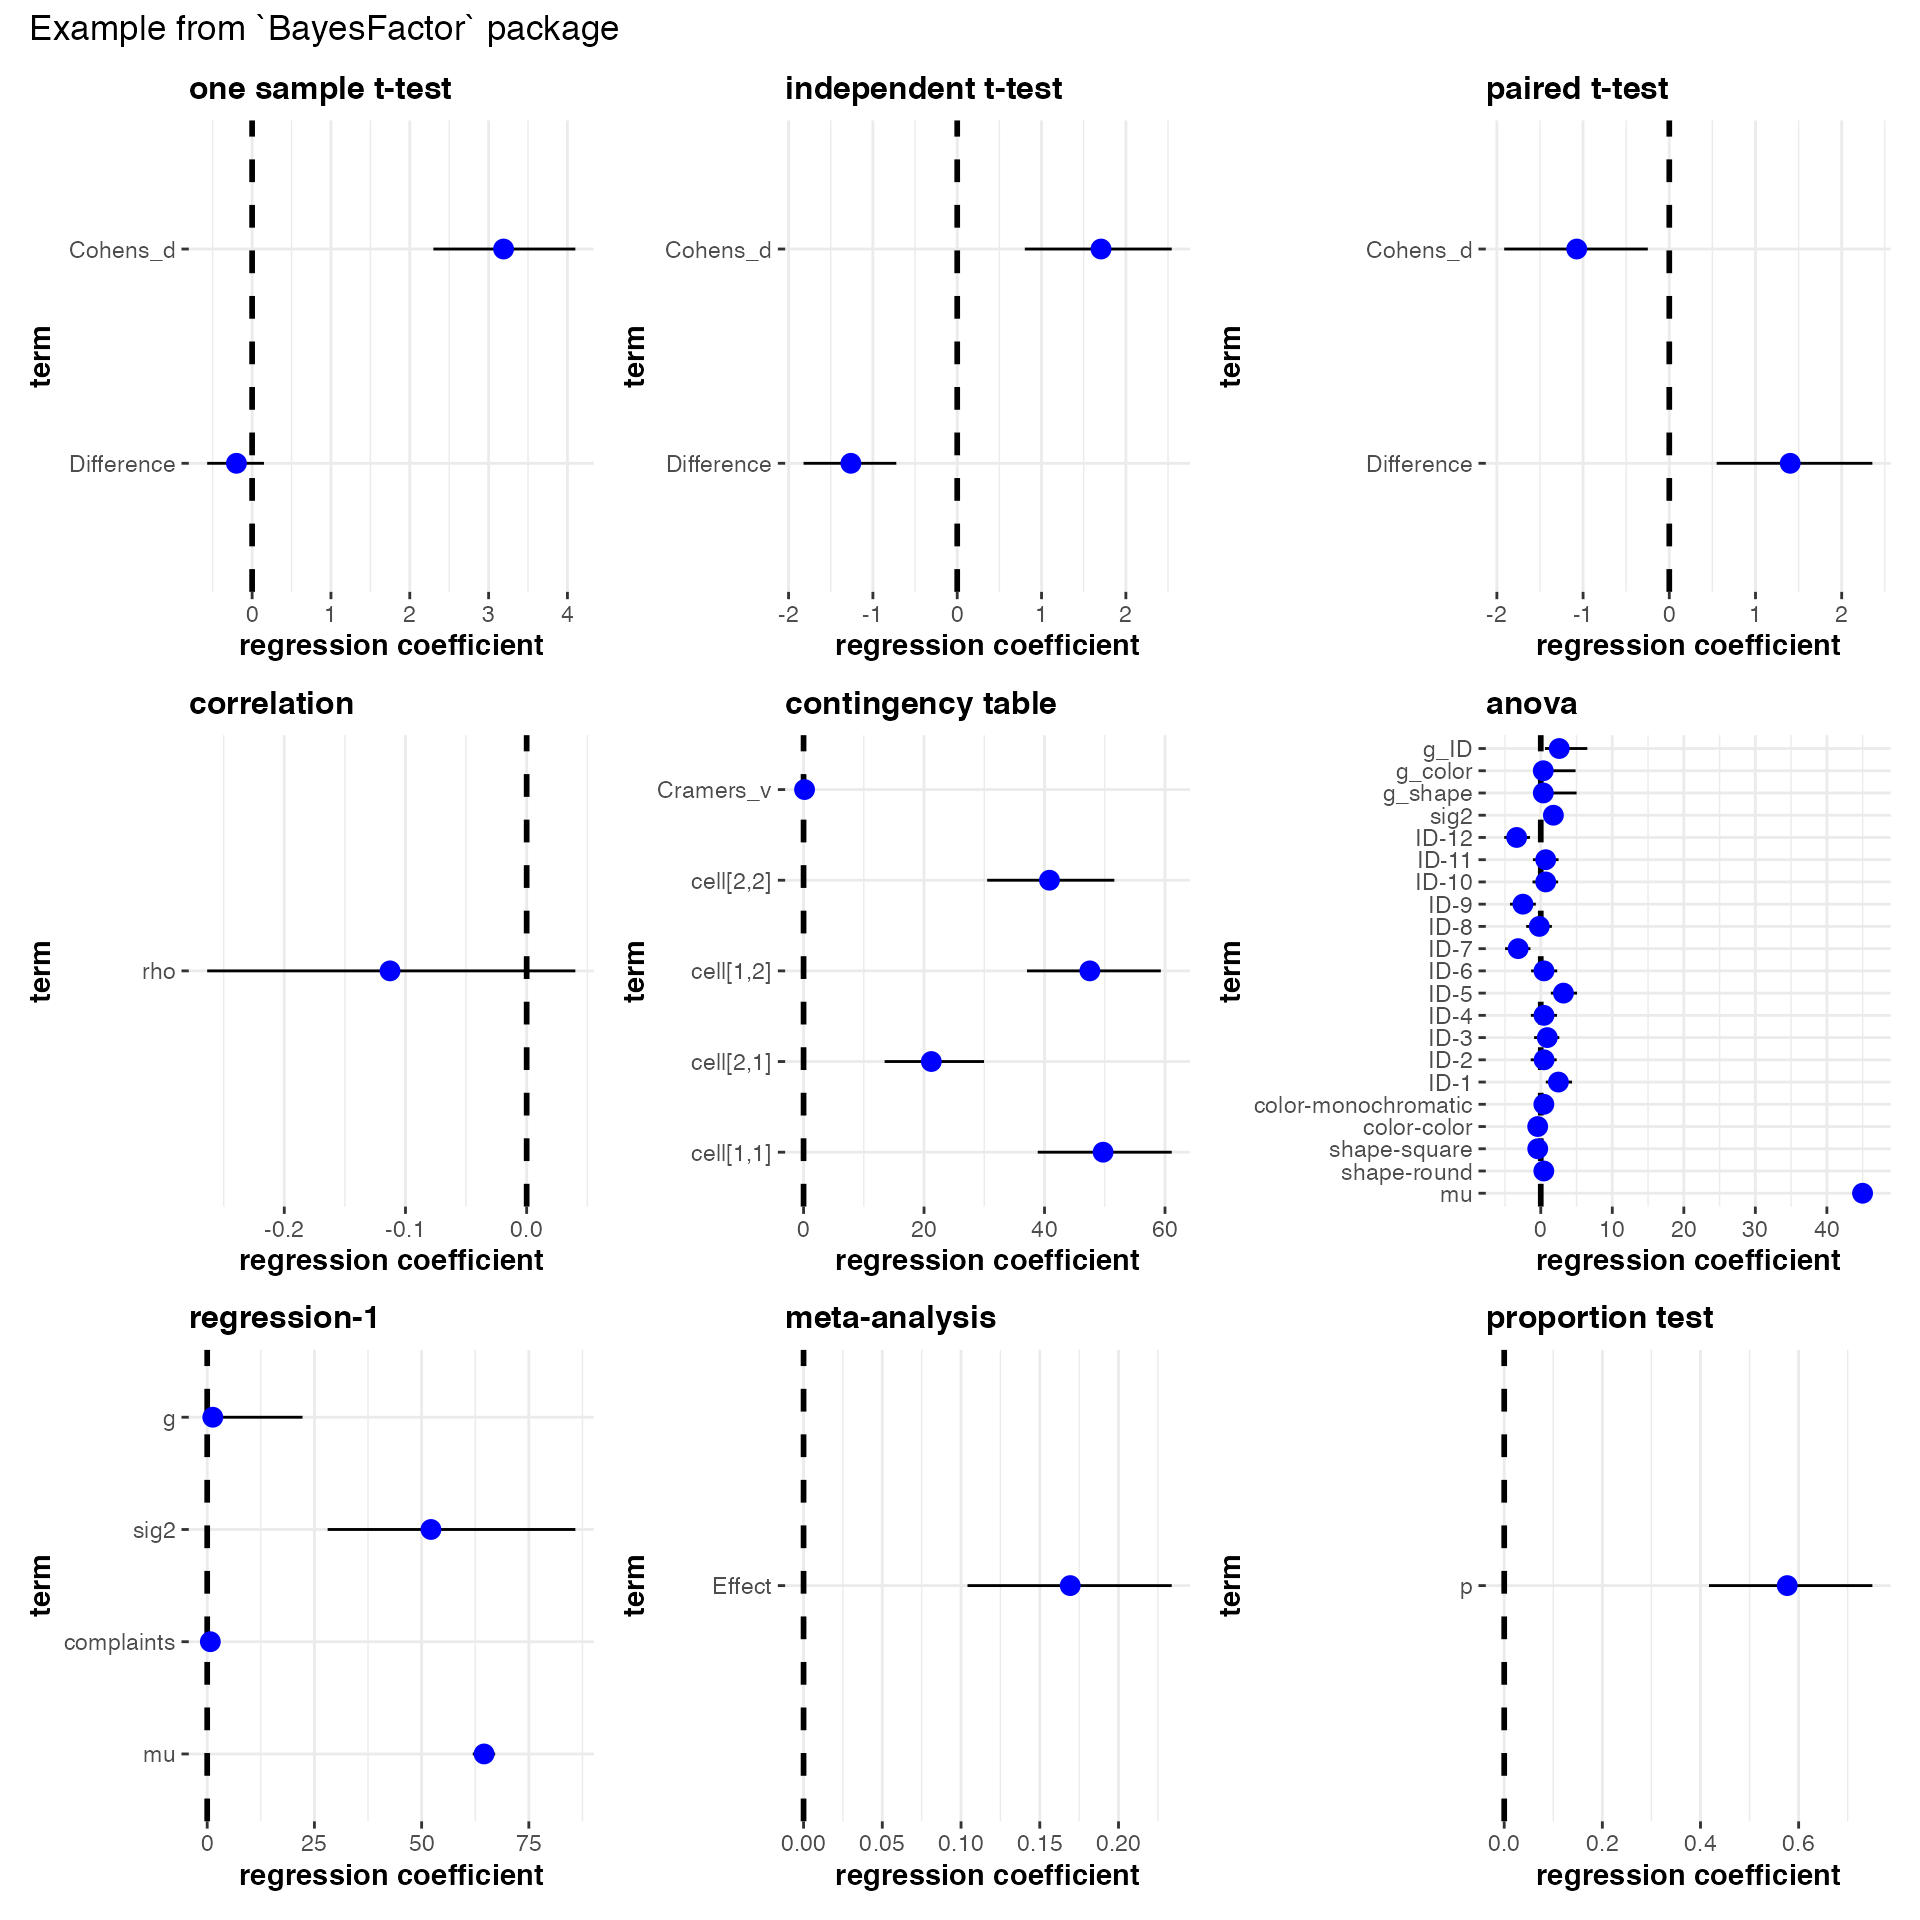 Example from `BayesFactor` package
one sample t-test
term
Cohens_d
Difference
0 1 2 3 4
regression coefficient
independent t-test
term
Cohens_d
Difference
-2 -1 0 1 2
regression coefficient
paired t-test
term
Cohens_d
Difference
-2 -1 0 1 2
regression coefficient
correlation
term
rho
-0.2 -0.1 0.0
regression coefficient
contingency table
term
Cramers_v
cell[2,2]
cell[1,2]
cell[2,1]
cell[1,1]
0 20 40 60
regression coefficient
anova
term
g_ID
g_color
g_shape
sig2
ID-12
ID-11
ID-10
ID-9
ID-8
ID-7
ID-6
ID-5
ID-4
ID-3
ID-2
ID-1
color-monochromatic
color-color
shape-square
shape-round
mu
0 10 20 30 40
regression coefficient
regression-1
term
g
sig2
complaints
mu
0 25 50 75
regression coefficient
meta-analysis
term
Effect
0.00 0.05 0.10 0.15 0.20
regression coefficient
proportion test
term
p
0.0 0.2 0.4 0.6
regression coefficient